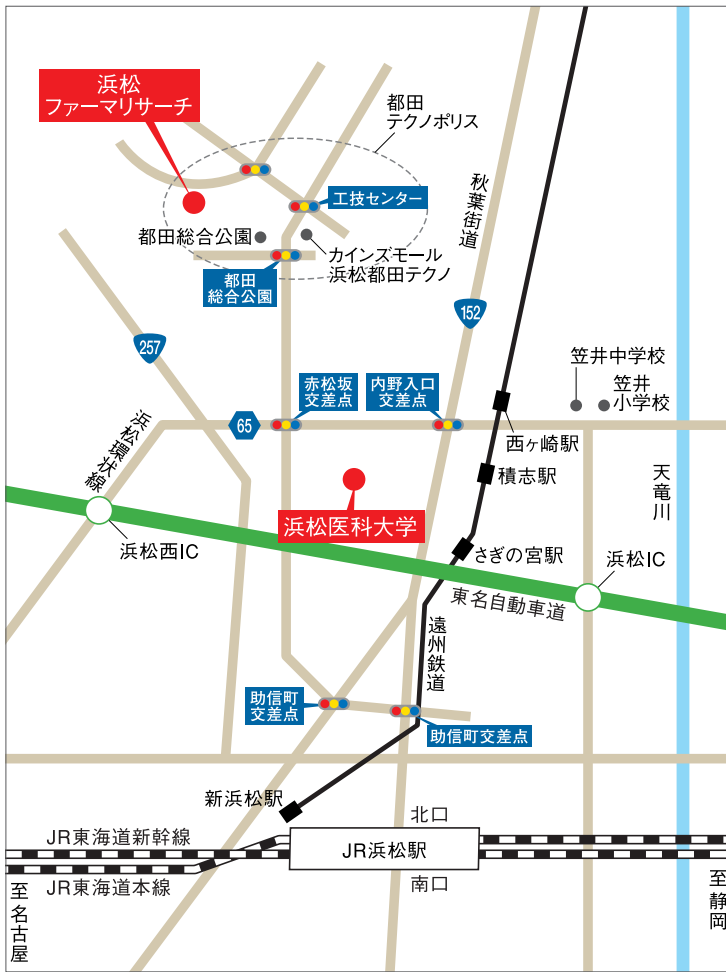 浜松
ファーマリサーチ
都田
テクノポリス
工技センター
秋葉街道
都田総合公園
カインズモール
浜松都田テクノ
都田
総合公園
152
257
笠井中学校
笠井
小学校
赤松坂
交差点
内野入口
交差点
65
浜松環状線
西ヶ崎駅
積志駅
天竜川
浜松医科大学
浜松西IC
さぎの宮駅
浜松IC
東名自動車道
遠州鉄道
助信町
交差点
助信町交差点
新浜松駅
北口
JR東海道新幹線
JR浜松駅
JR東海道本線
南口
至名古屋
至静岡